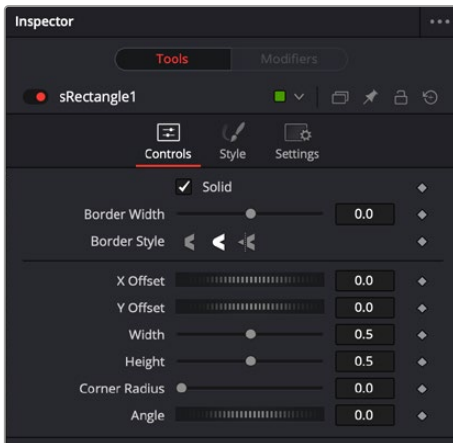 Inspector
Tools Modifiers
sRectangle1
Controls Style Settings
Solid
Border Width 0.0
Border Style
X Offset 0.0
Y Offset 0.0
Width 0.5
Height 0.5
Corner Radius 0.0
Angle 0.0